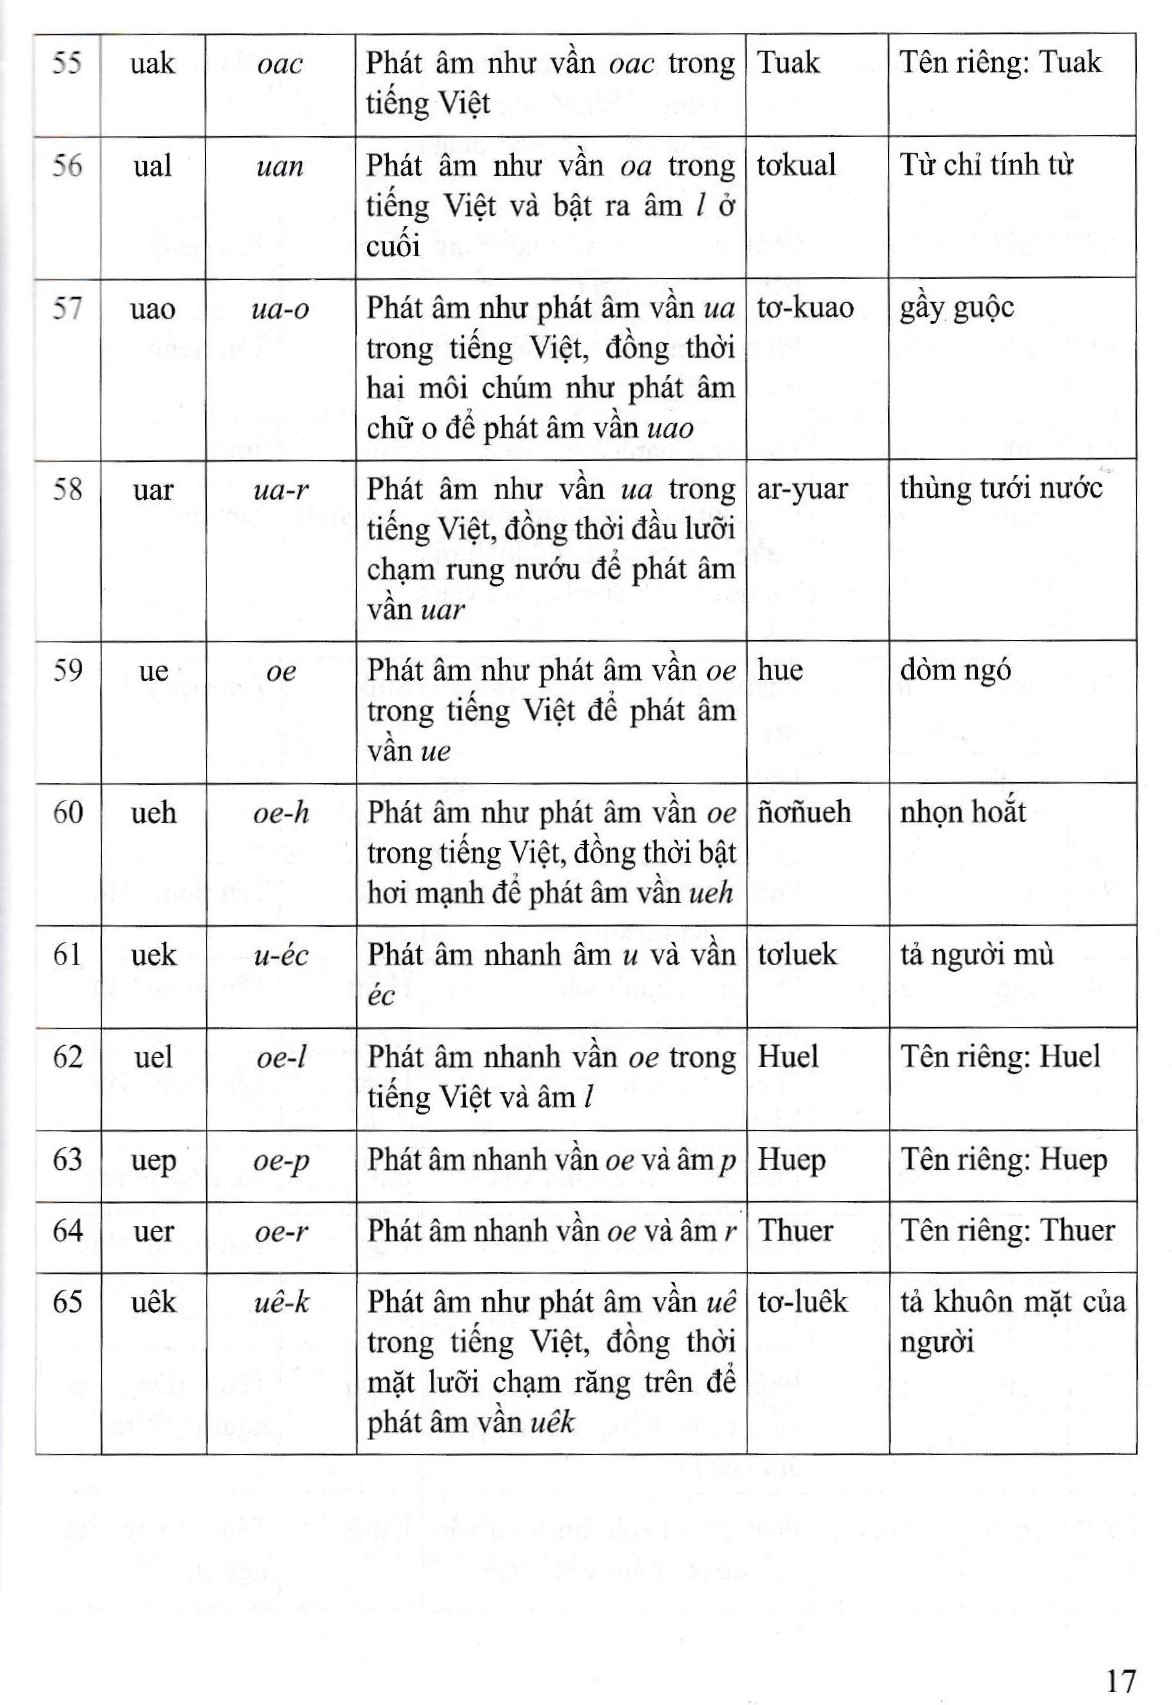 55 uak oac Phát âm như vần oac trong Tuak Tên riêng: Tuak
tiếng Việt
56 ual uan Phát âm như vần oa trong tơkual Từ chỉ tính từ
tiếng Việt và bật ra âm l ở
cuối
57 uao ua-o Phát âm như phát âm vần ua tơ-kuao gầy guộc
trong tiếng Việt, đồng thời
hai môi chúm như phát âm
chữ o để phát âm vần uao
58 uar ua-r Phát âm như vần ua trong ar-yuar thùng tưới nước
tiếng Việt, đồng thời đầu lưỡi
chạm rung nướu để phát âm
vần uar
59 ue oe Phát âm như phát âm vần oe hue dòm ngó
trong tiếng Việt để phát âm
vần ue
60 ueh oe-h Phát âm như phát âm vần oe ñơñueh nhọn hoắt
trong tiếng Việt, đồng thời bật
hơi mạnh để phát âm vần ueh
61 uek u-éc Phát âm nhanh âm u và vần tơluek tả người mù
éc
62 uel oe-l Phát âm nhanh vần oe trong Huel Tên riêng: Huel
tiếng Việt và âm l
63 uep oe-p Phát âm nhanh vần oe và âm p Huep Tên riêng: Huep
64 uer oe-r Phát âm nhanh vần oe và âm r Thuer Tên riêng: Thuer
65 uêk uê-k Phát âm như phát âm vần uê tơ-luêk tả khuôn mặt của
trong tiếng Việt, đồng thời người
mặt lưỡi chạm răng trên để
phát âm vần uêk
17